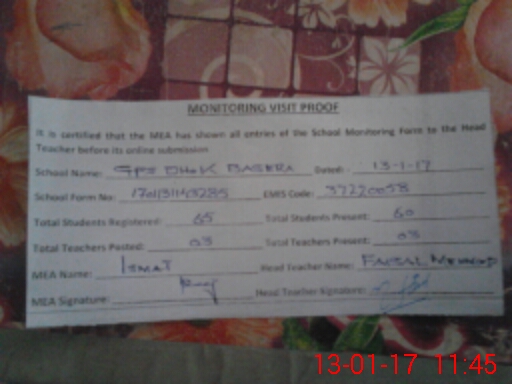 MONITORING VISIT PROOF
It is certified that the MEA has shown all entries of the School Monitoring Form to the Head
Teacher before its online submission
School Name: GPS DHOK BASERA Dated: 13-1-17
School Form No: EMIS Code: 37220058
Total Students Registered: 65 Total Students Present: 60
Total Teachers Posted: 03 Total Teachers Present: 03
MEA Name: ISMAT Head Teacher Name: FAISAL MEHMOOD
MEA Signature: Head Teacher Signature:
13-01-17 11:45